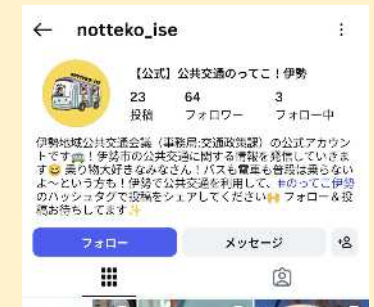 notteko_ise
【公式】公共交通のってこ！伊勢
23 64 3
投稿 フォロワー フォロー中
伊勢地域公共交通会議（事務局:交通政策課）の公式アカウン
トです🚌！伊勢市の公共交通に関する情報を発信していきま
す😄 乗り物大好きなみなさん！バスも電車も普段は乗らない
よ～という方も！伊勢で公共交通を利用して、#のってこ伊勢
のハッシュタグで投稿をシェアしてください🙌 フォロー＆投
稿お待ちしてます✨
フォロー メッセージ